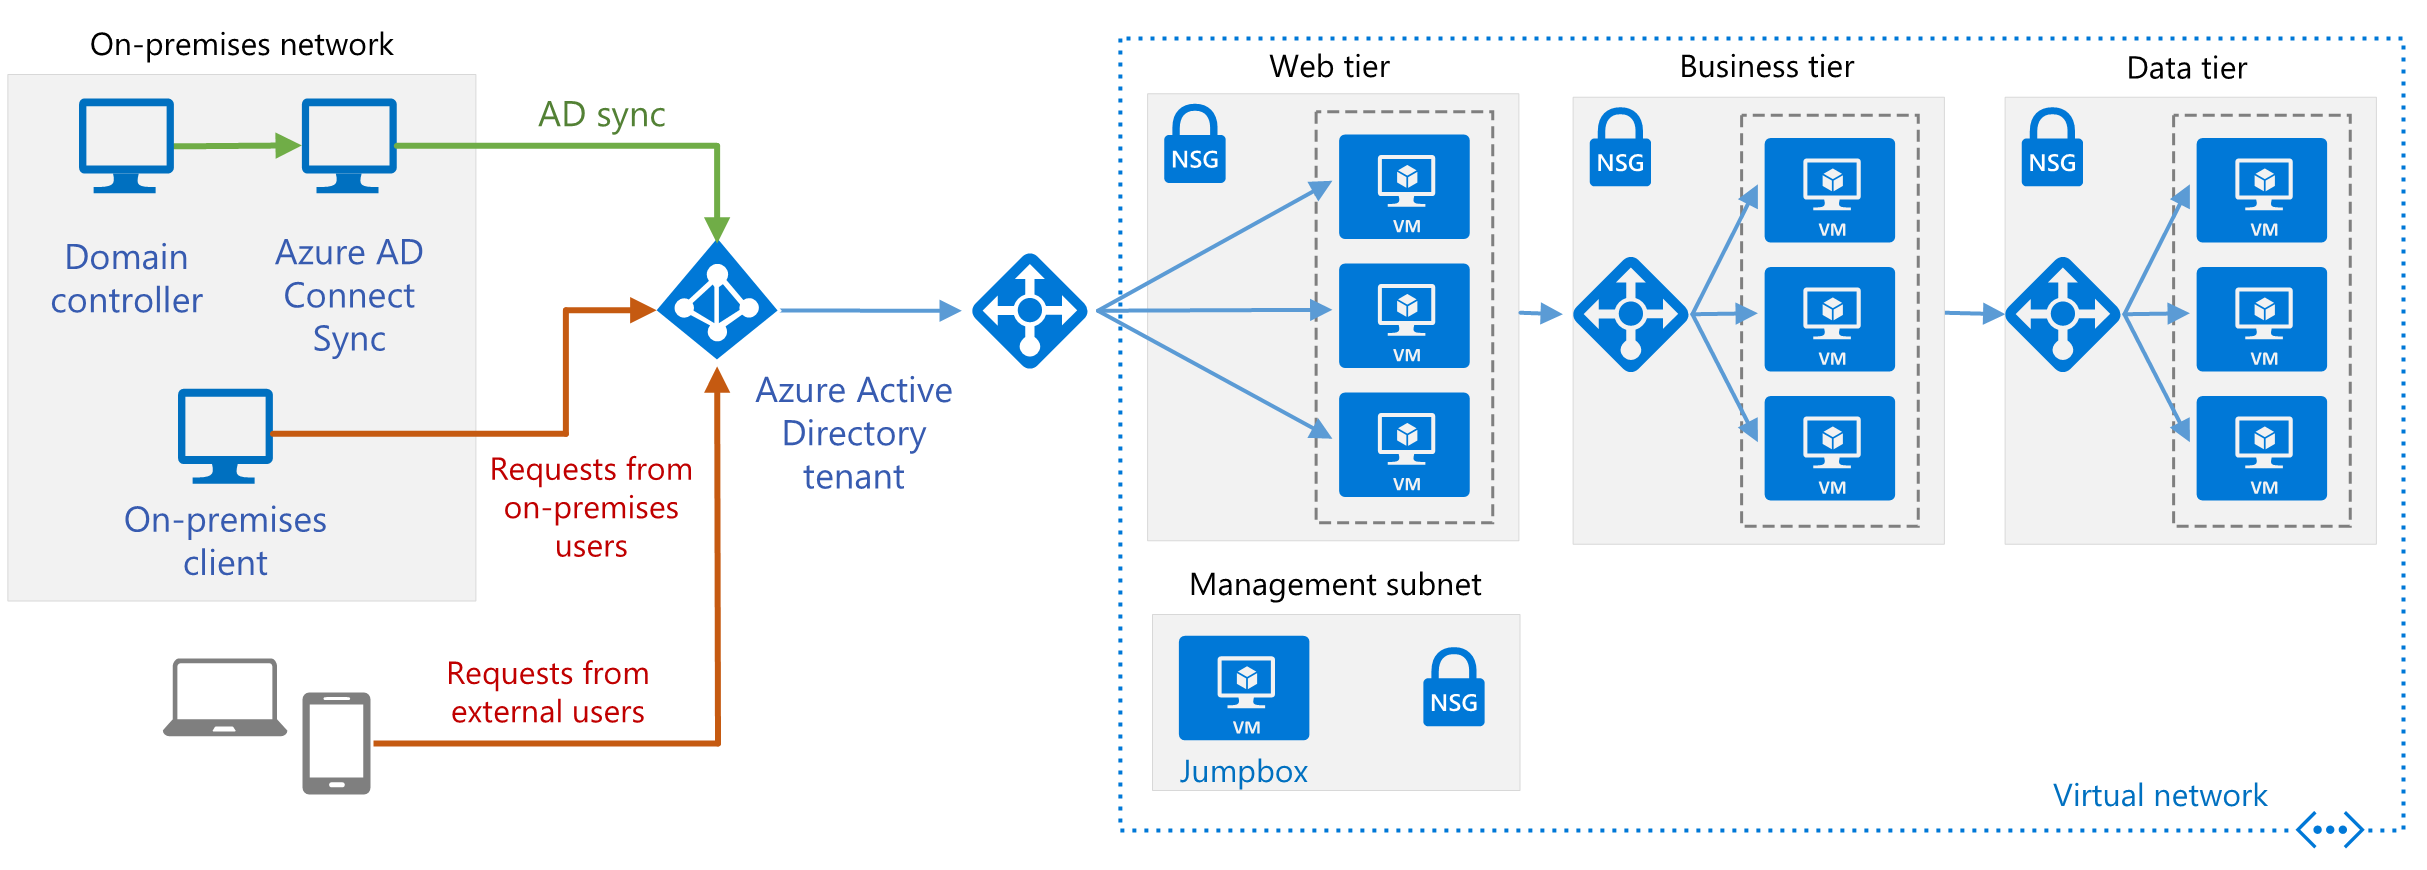 On-premises network
Domain
controller
Azure AD
Connect
Sync
On-premises
client
AD sync
Requests from
on-premises
users
Requests from
external users
Azure Active
Directory
tenant
Web tier
NSG
VM
VM
VM
Business tier
NSG
VM
VM
VM
Data tier
NSG
VM
VM
VM
Management subnet
VM
Jumpbox
NSG
Virtual network